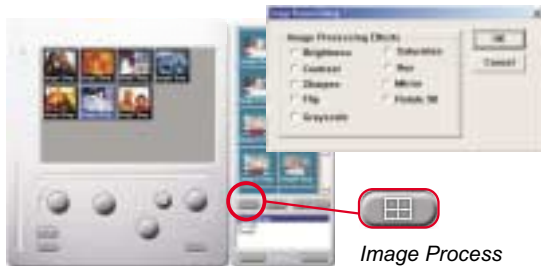 Image Processing Effects
Brightness
Saturation
Contrast
Hue
Sharpen
Mirror
Flip
Rotate 90
Grayscale
OK
Cancel
Image Process